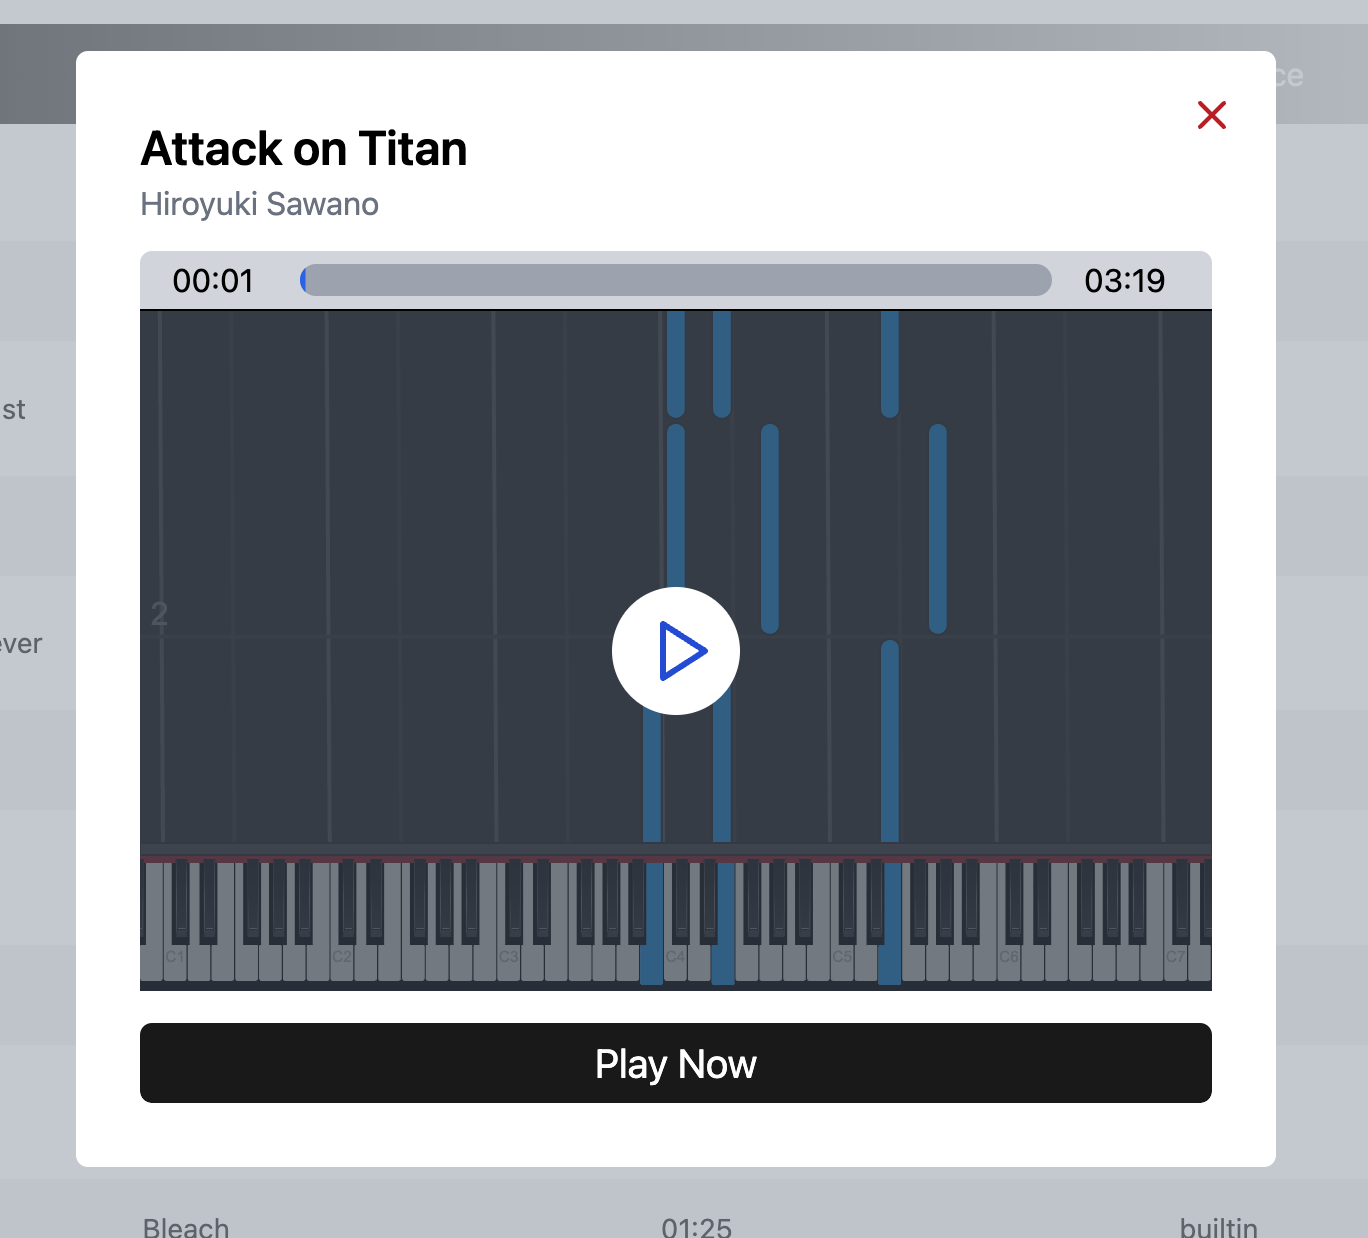 ce
Attack on Titan
Hiroyuki Sawano
00:01
03:19
st
2
ever
C1
C2
C3
C4
C5
C6
C7
Play Now
Bleach
01:25
builtin